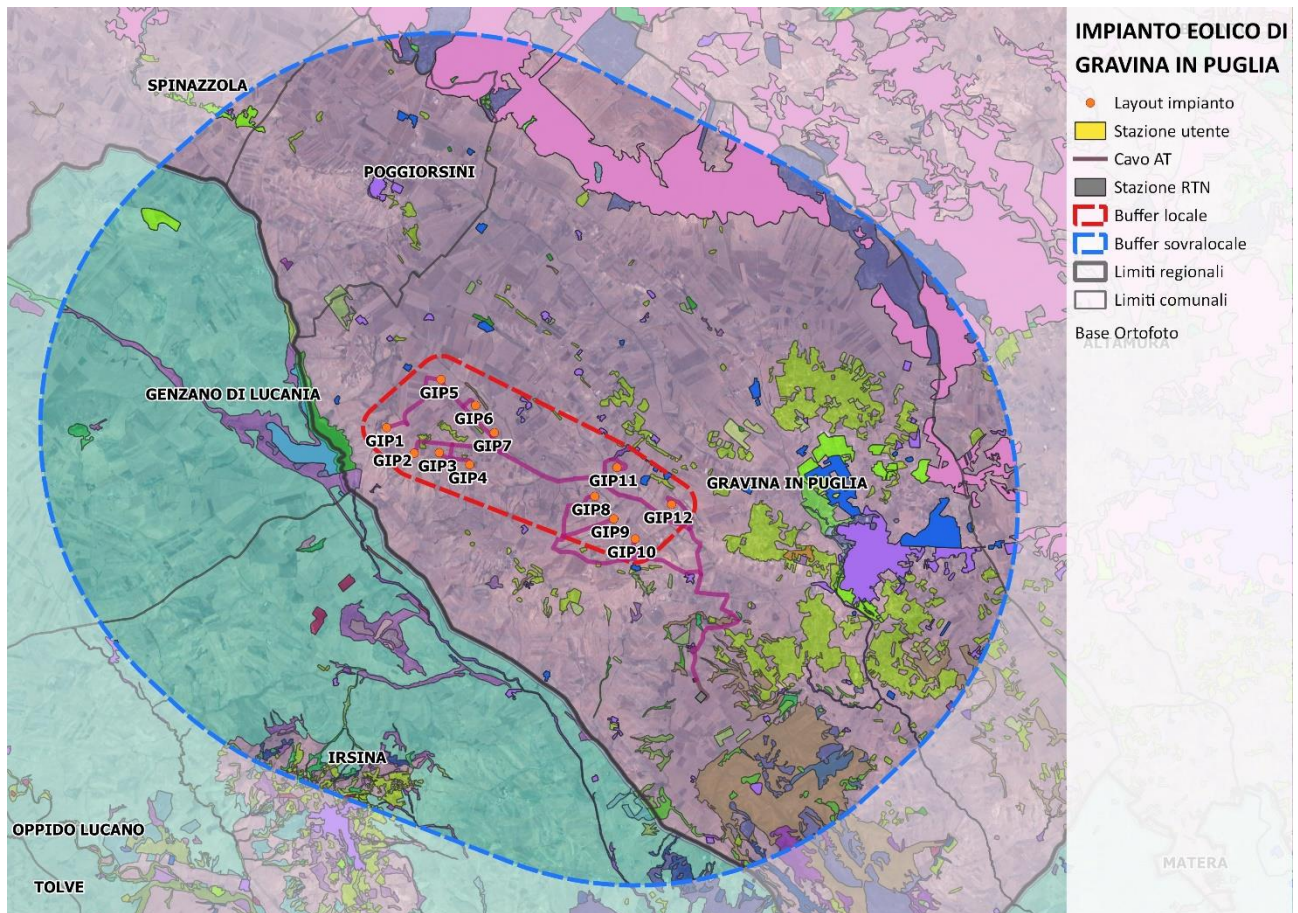 IMPIANTO EOLICO DI
GRAVINA IN PUGLIA
Layout impianto
Stazione utente
Cavo AT
Stazione RTN
Buffer locale
Buffer sovralocale
Limiti regionali
Limiti comunali
Base Ortofoto
SPINAZZOLA
POGGIORSINI
ALTAMURA
GENZANO DI LUCANIA
GIP5
GIP6
GIP1
GIP7
GIP2
GIP3
GIP4
GIP11
GRAVINA IN PUGLIA
GIP8
GIP12
GIP9
GIP10
IRSINA
OPPIDO LUCANO
MATERA
TOLVE